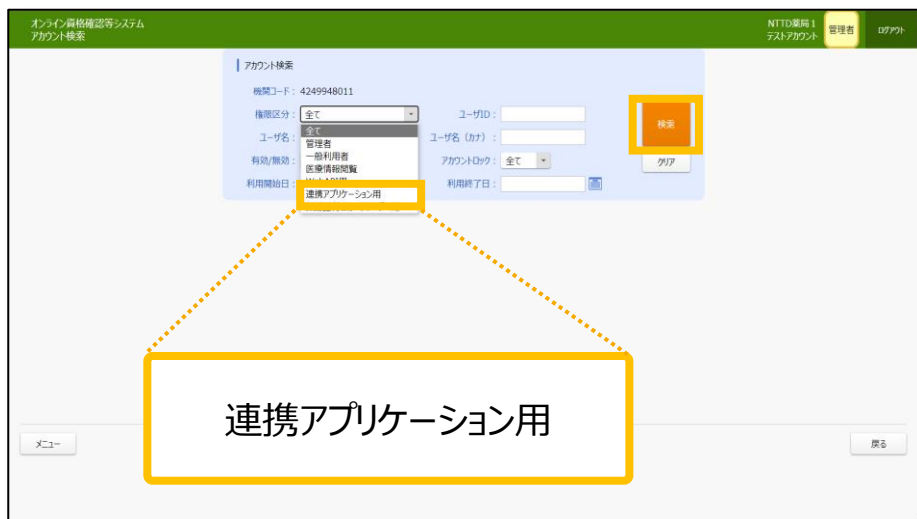 オンライン資格確認等システム
アカウント検索
NTTD薬局1
テストアカウント
管理者
ログアウト
アカウント検索
機関コード： 4249948011
権限区分： 全て
ユーザID：
検索
ユーザ名：
全て
管理者
一般利用者
医療情報閲覧
連携アプリケーション用
ユーザ名（カナ）：
有効/無効：
アカウントロック： 全て
クリア
利用開始日：
利用終了日：
連携アプリケーション用
メニュー
戻る